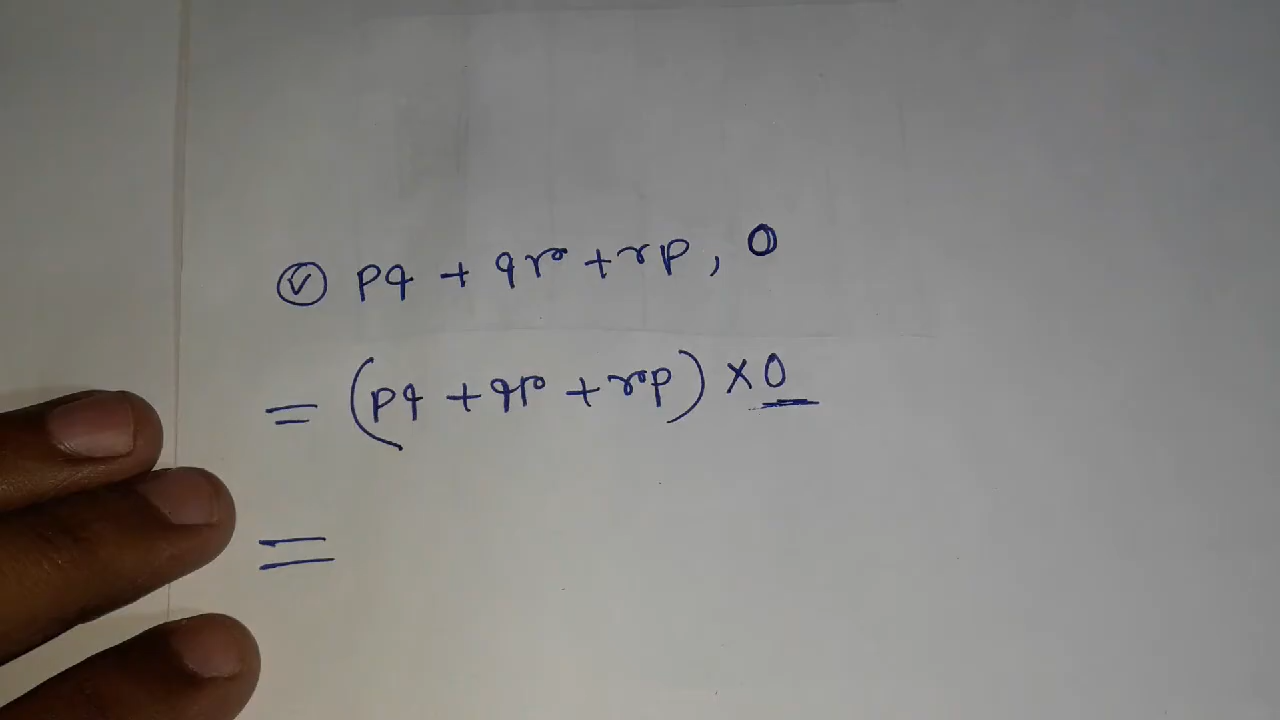 (v) pq + qr + rp, 0
= (pq + qr + rp) × 0
=